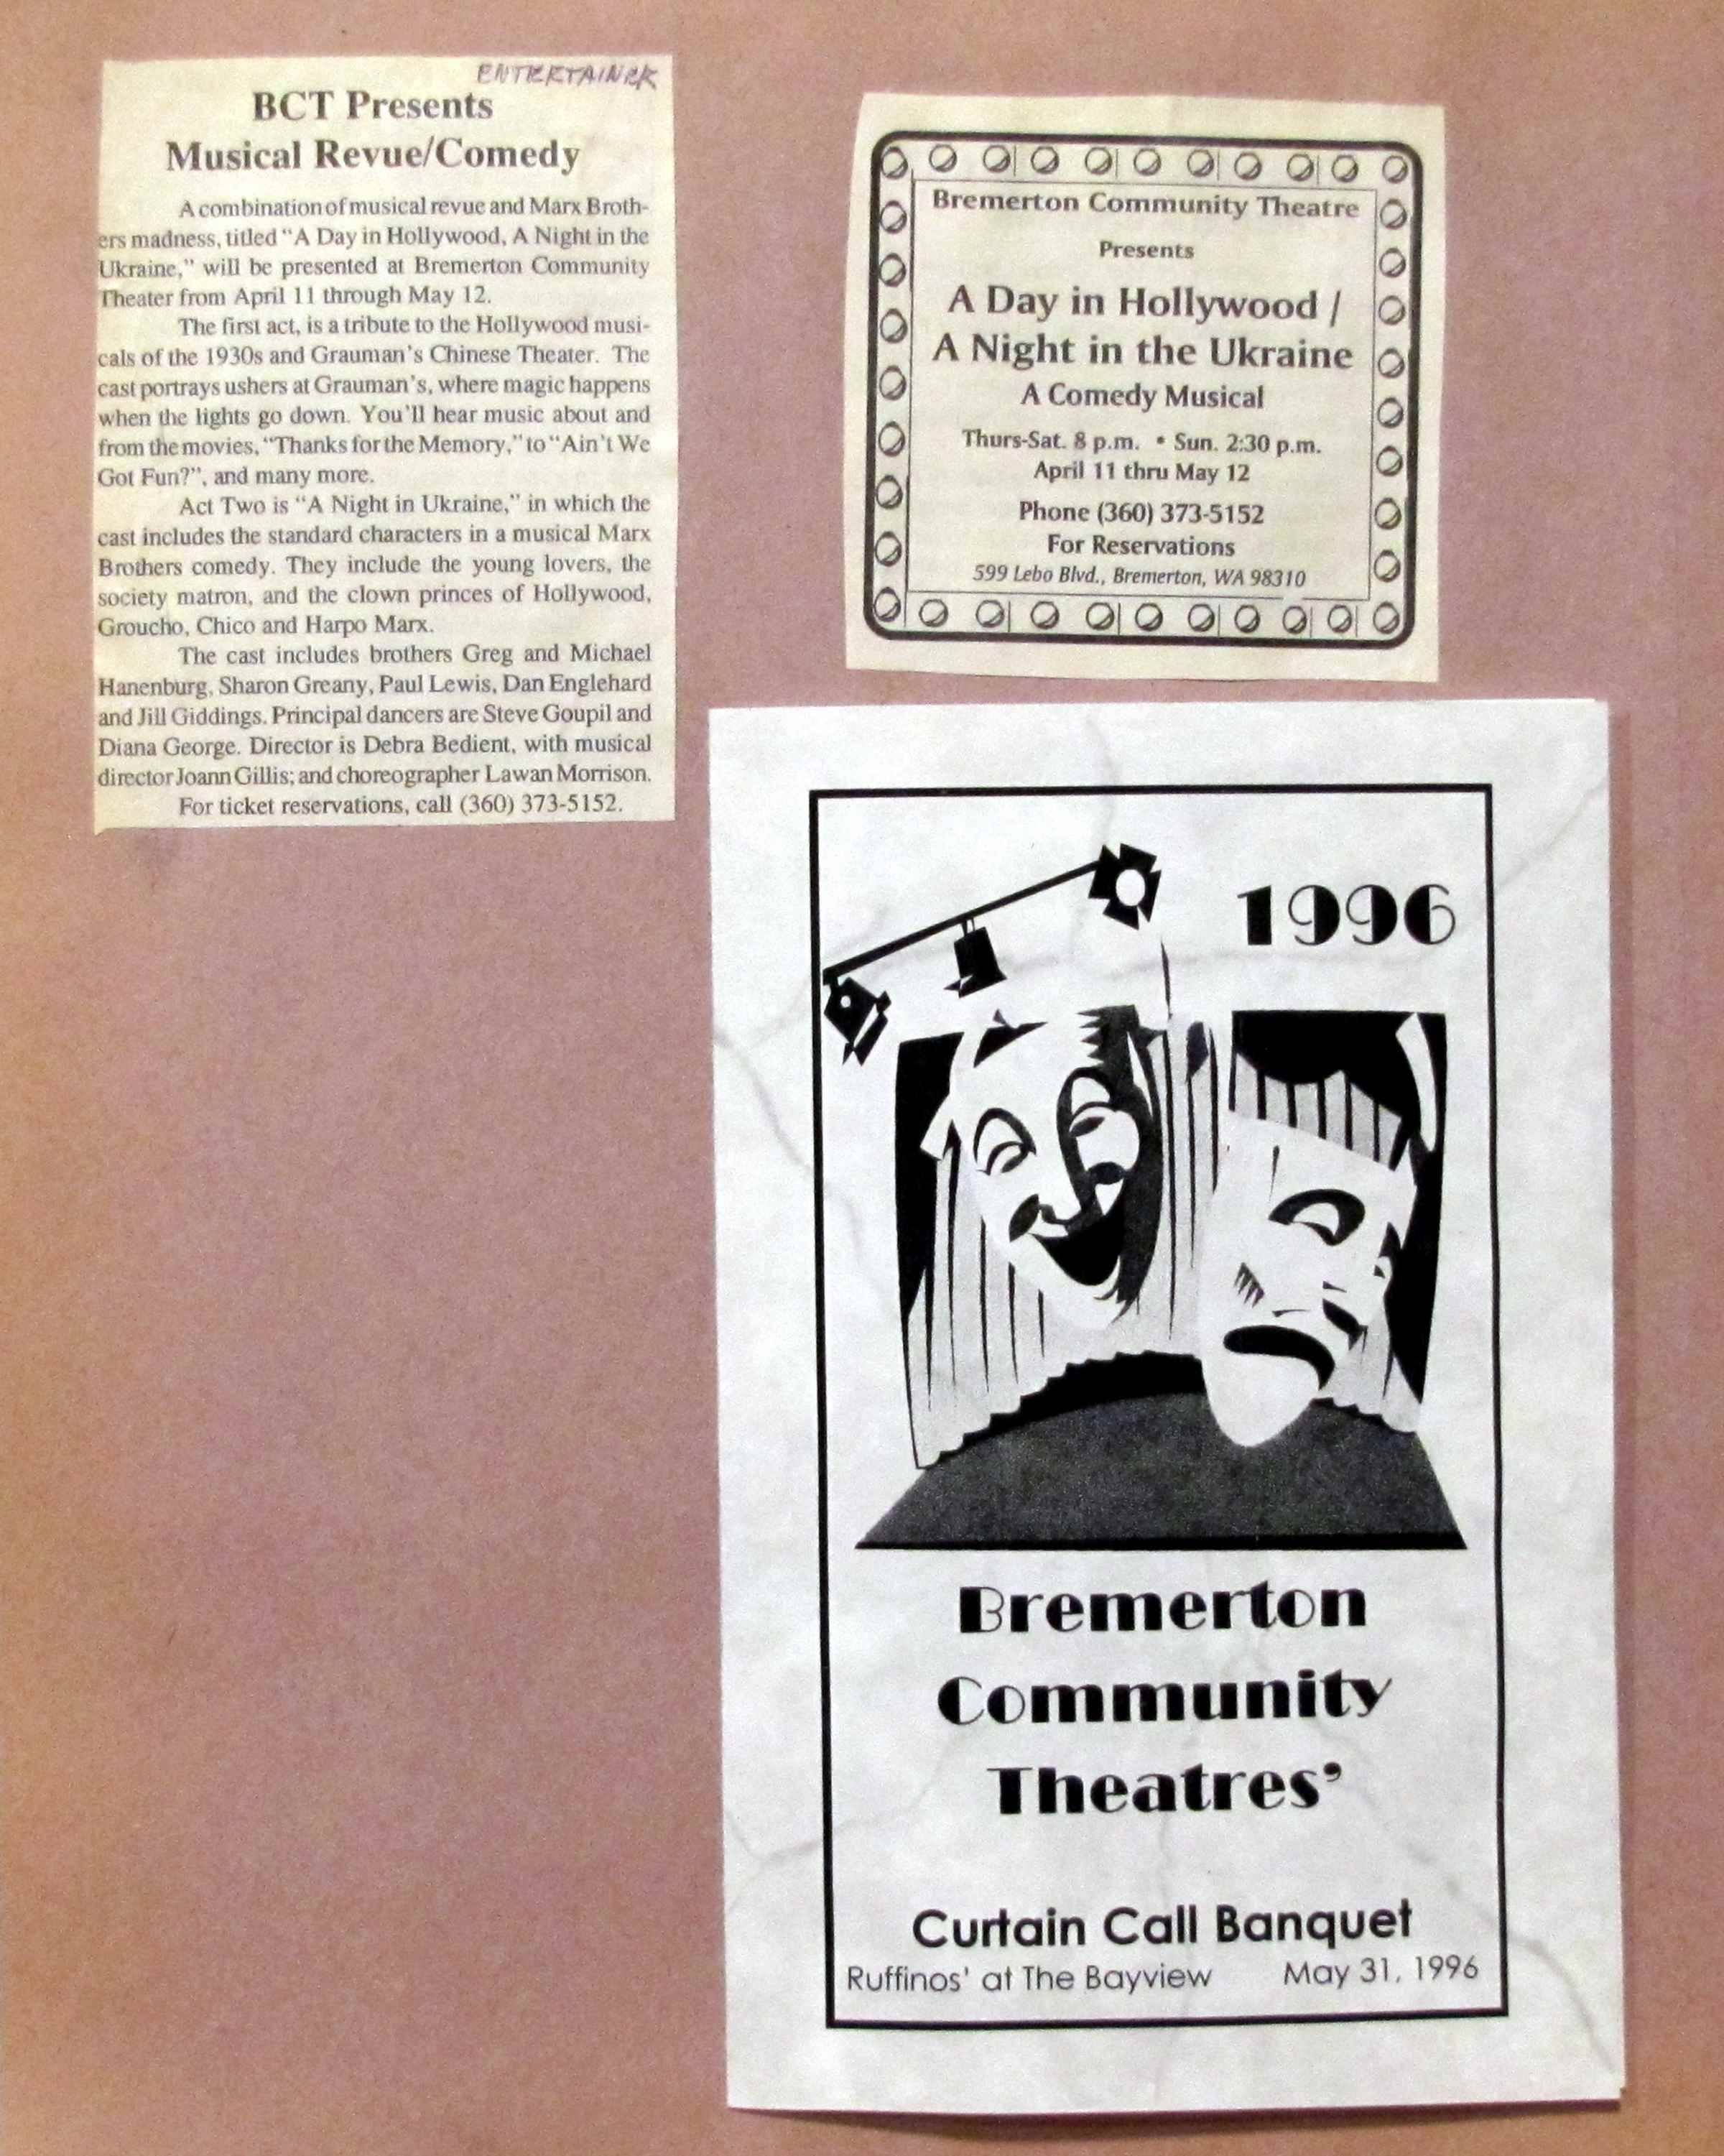 ENTERTAINER
BCT Presents
Musical Revue/Comedy
A combination of musical revue and Marx Broth-
ers madness, titled “A Day in Hollywood, A Night in the
Ukraine,” will be presented at Bremerton Community
Theater from April 11 through May 12.
The first act, is a tribute to the Hollywood musi-
cals of the 1930s and Grauman’s Chinese Theater. The
cast portrays ushers at Grauman’s, where magic happens
when the lights go down. You’ll hear music about and
from the movies, “Thanks for the Memory,” to “Ain’t We
Got Fun?”, and many more.
Act Two is “A Night in Ukraine,” in which the
cast includes the standard characters in a musical Marx
Brothers comedy. They include the young lovers, the
society matron, and the clown princes of Hollywood,
Groucho, Chico and Harpo Marx.
The cast includes brothers Greg and Michael
Hanenburg, Sharon Greany, Paul Lewis, Dan Englehard
and Jill Giddings. Principal dancers are Steve Goupil and
Diana George. Director is Debra Bedient, with musical
director Joann Gillis; and choreographer Lawan Morrison.
For ticket reservations, call (360) 373-5152.
Bremerton Community Theatre
Presents
A Day in Hollywood /
A Night in the Ukraine
A Comedy Musical
Thurs-Sat. 8 p.m. • Sun. 2:30 p.m.
April 11 thru May 12
Phone (360) 373-5152
For Reservations
599 Lebo Blvd., Bremerton, WA 98310
1996
Bremerton
Community
Theatres’
Curtain Call Banquet
Ruffinos’ at The Bayview May 31, 1996